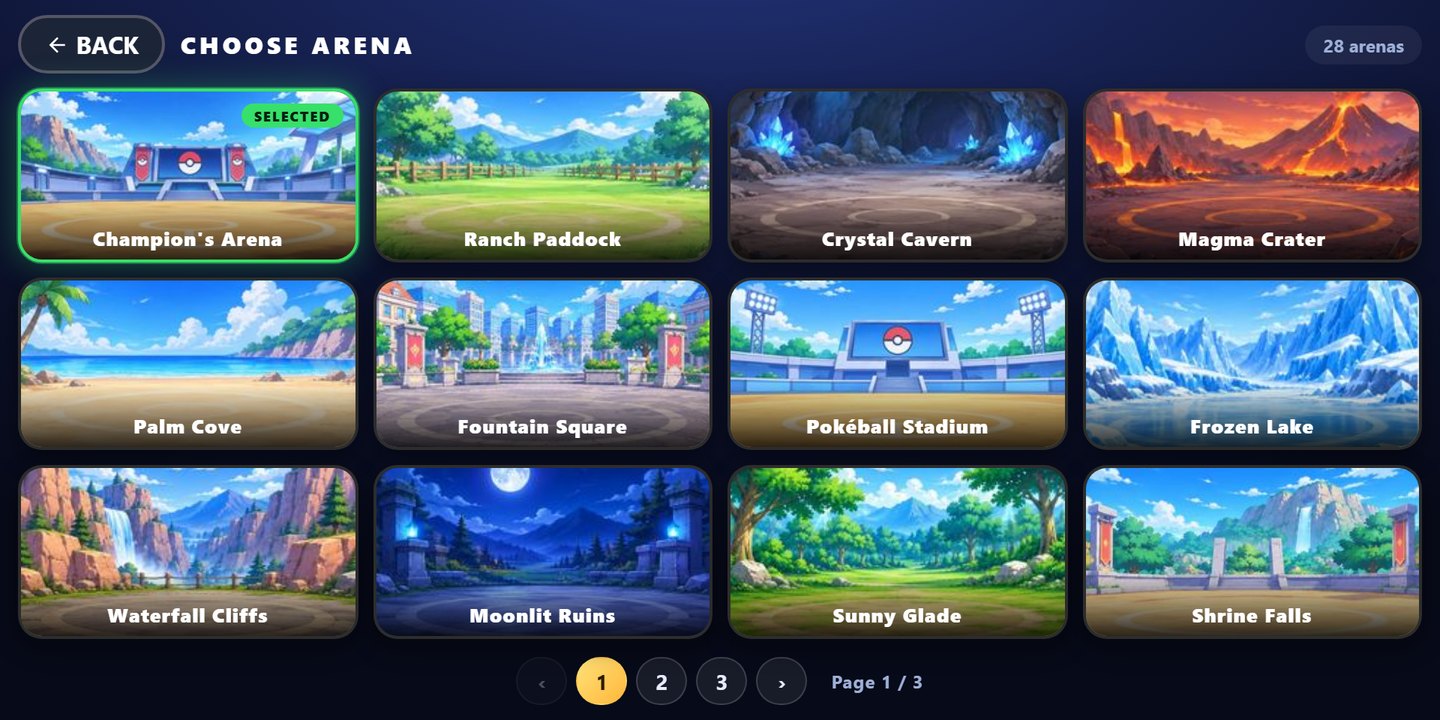 ← BACK
CHOOSE ARENA
28 arenas
SELECTED
Champion's Arena
Ranch Paddock
Crystal Cavern
Magma Crater
Palm Cove
Fountain Square
Pokéball Stadium
Frozen Lake
Waterfall Cliffs
Moonlit Ruins
Sunny Glade
Shrine Falls
‹ 1 2 3 › Page 1 / 3